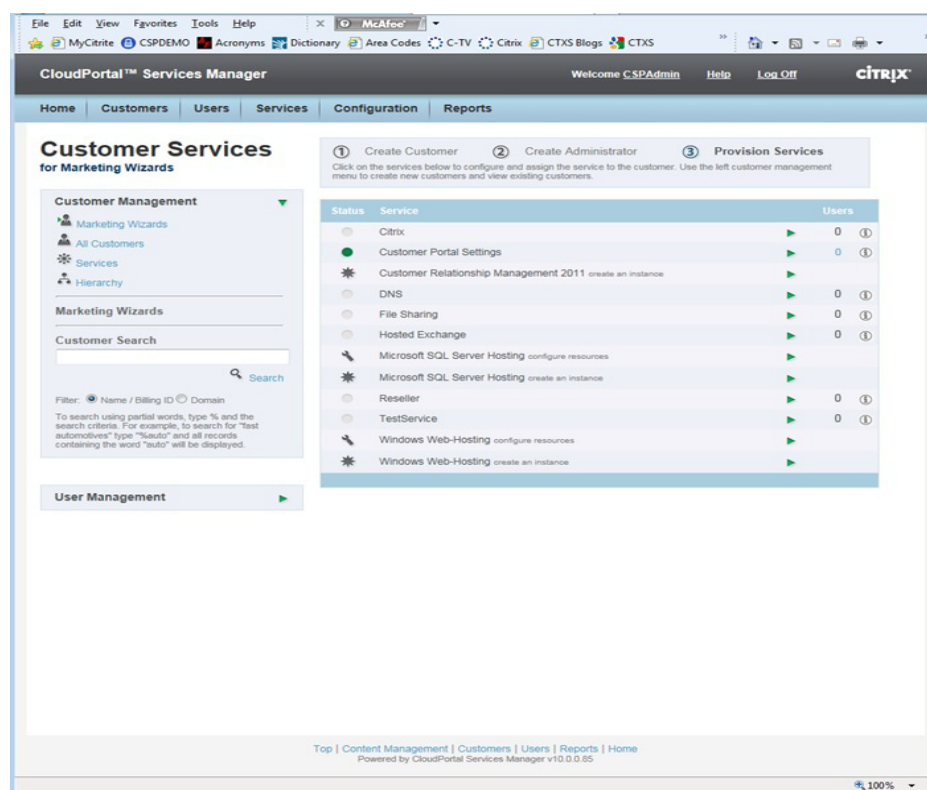 File Edit View Favorites Tools Help x McAfee
MyCitrite CSPDEMO Acronyms Dictionary Area Codes C-TV Citrix CTXS Blogs CTXS »
CloudPortal™ Services Manager Welcome CSPAdmin Help Log Off CITRIX
Home Customers Users Services Configuration Reports
Customer Services
for Marketing Wizards
1 Create Customer 2 Create Administrator 3 Provision Services
Click on the services below to configure and assign the service to the customer. Use the left customer management
menu to create new customers and view existing customers.
Customer Management
Marketing Wizards
All Customers
Services
Hierarchy
Marketing Wizards
Customer Search
Search
Filter: Name / Billing ID Domain
To search using partial words, type % and the
search criteria. For example, to search for "fast
automotives" type "%auto" and all records
containing the word "auto" will be displayed.
User Management
Status Service Users
Citrix 0
Customer Portal Settings 0
Customer Relationship Management 2011 create an instance
DNS 0
File Sharing 0
Hosted Exchange 0
Microsoft SQL Server Hosting configure resources
Microsoft SQL Server Hosting create an instance
Reseller 0
TestService 0
Windows Web-Hosting configure resources
Windows Web-Hosting create an instance
Top | Content Management | Customers | Users | Reports | Home
Powered by CloudPortal Services Manager v10.0.0.85
100%